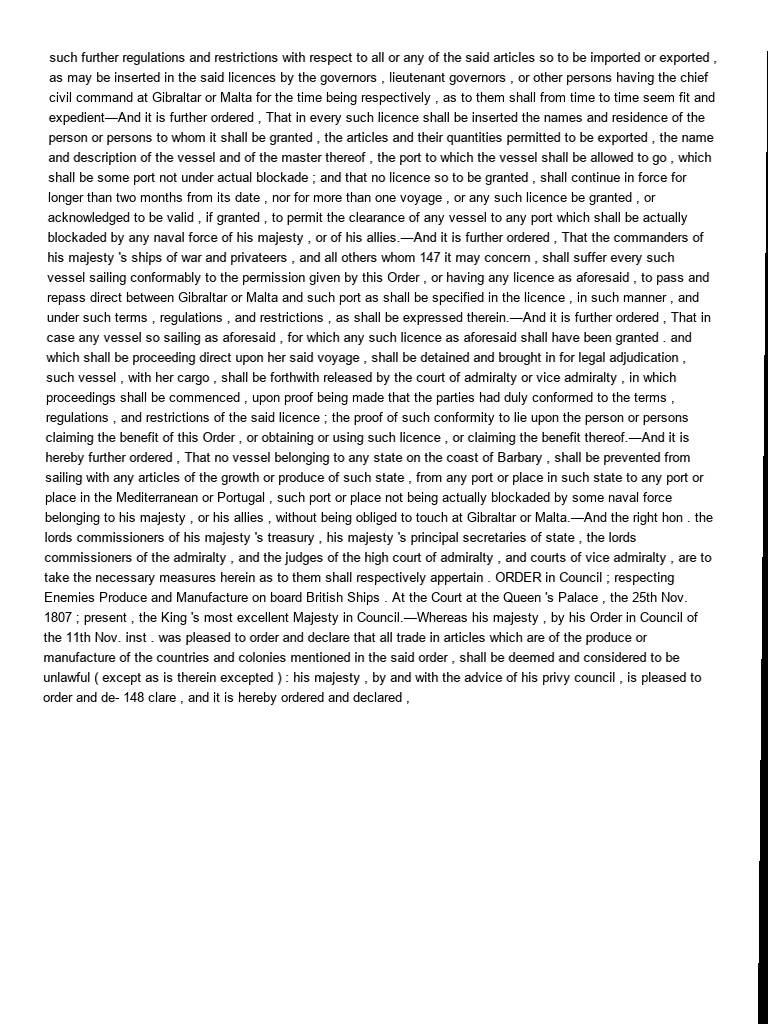 such further regulations and restrictions with respect to all or any of the said articles so to be imported or exported ,
as may be inserted in the said licences by the governors , lieutenant governors , or other persons having the chief
civil command at Gibraltar or Malta for the time being respectively , as to them shall from time to time seem fit and
expedient—And it is further ordered , That in every such licence shall be inserted the names and residence of the
person or persons to whom it shall be granted , the articles and their quantities permitted to be exported , the name
and description of the vessel and of the master thereof , the port to which the vessel shall be allowed to go , which
shall be some port not under actual blockade ; and that no licence so to be granted , shall continue in force for
longer than two months from its date , nor for more than one voyage , or any such licence be granted , or
acknowledged to be valid , if granted , to permit the clearance of any vessel to any port which shall be actually
blockaded by any naval force of his majesty , or of his allies.—And it is further ordered , That the commanders of
his majesty 's ships of war and privateers , and all others whom 147 it may concern , shall suffer every such
vessel sailing conformably to the permission given by this Order , or having any licence as aforesaid , to pass and
repass direct between Gibraltar or Malta and such port as shall be specified in the licence , in such manner , and
under such terms , regulations , and restrictions , as shall be expressed therein.—And it is further ordered , That in
case any vessel so sailing as aforesaid , for which any such licence as aforesaid shall have been granted . and
which shall be proceeding direct upon her said voyage , shall be detained and brought in for legal adjudication ,
such vessel , with her cargo , shall be forthwith released by the court of admiralty or vice admiralty , in which
proceedings shall be commenced , upon proof being made that the parties had duly conformed to the terms ,
regulations , and restrictions of the said licence ; the proof of such conformity to lie upon the person or persons
claiming the benefit of this Order , or obtaining or using such licence , or claiming the benefit thereof.—And it is
hereby further ordered , That no vessel belonging to any state on the coast of Barbary , shall be prevented from
sailing with any articles of the growth or produce of such state , from any port or place in such state to any port or
place in the Mediterranean or Portugal , such port or place not being actually blockaded by some naval force
belonging to his majesty , or his allies , without being obliged to touch at Gibraltar or Malta.—And the right hon . the
lords commissioners of his majesty 's treasury , his majesty 's principal secretaries of state , the lords
commissioners of the admiralty , and the judges of the high court of admiralty , and courts of vice admiralty , are to
take the necessary measures herein as to them shall respectively appertain . ORDER in Council ; respecting
Enemies Produce and Manufacture on board British Ships . At the Court at the Queen 's Palace , the 25th Nov.
1807 ; present , the King 's most excellent Majesty in Council.—Whereas his majesty , by his Order in Council of
the 11th Nov. inst . was pleased to order and declare that all trade in articles which are of the produce or
manufacture of the countries and colonies mentioned in the said order , shall be deemed and considered to be
unlawful ( except as is therein excepted ) : his majesty , by and with the advice of his privy council , is pleased to
order and de- 148 clare , and it is hereby ordered and declared ,